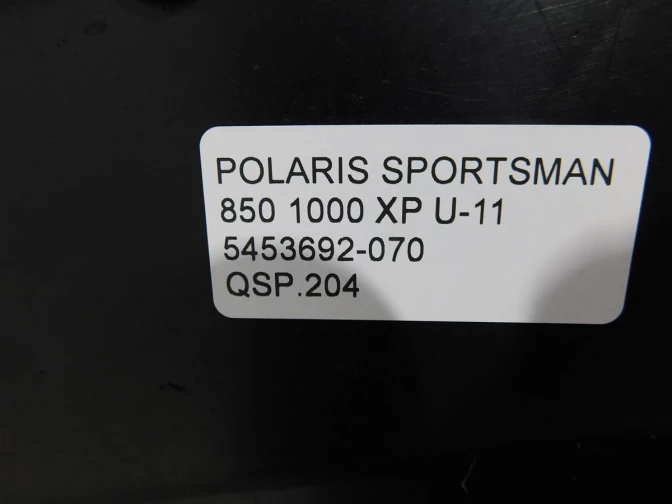 POLARIS SPORTSMAN
850 1000 XP U-11
5453692-070
QSP.204